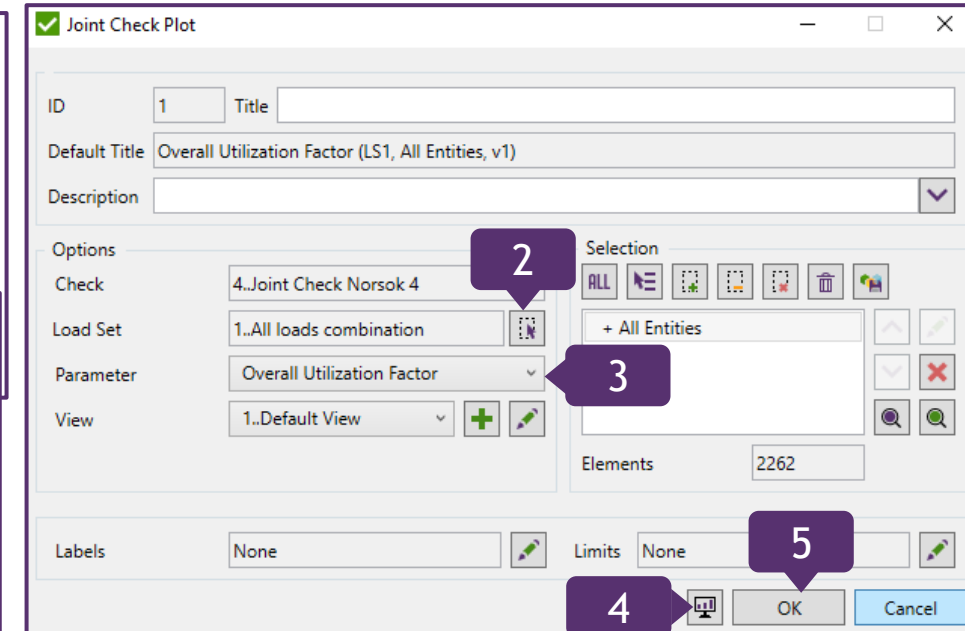 Joint Check Plot
ID 1 Title
Default Title Overall Utilization Factor (LS1, All Entities, v1)
Description
Options
Selection
2
ALL
Check 4..Joint Check Norsok 4
Load Set 1..All loads combination
+ All Entities
Parameter Overall Utilization Factor
3
View 1..Default View
Elements 2262
Labels None
Limits None
5
4
OK
Cancel